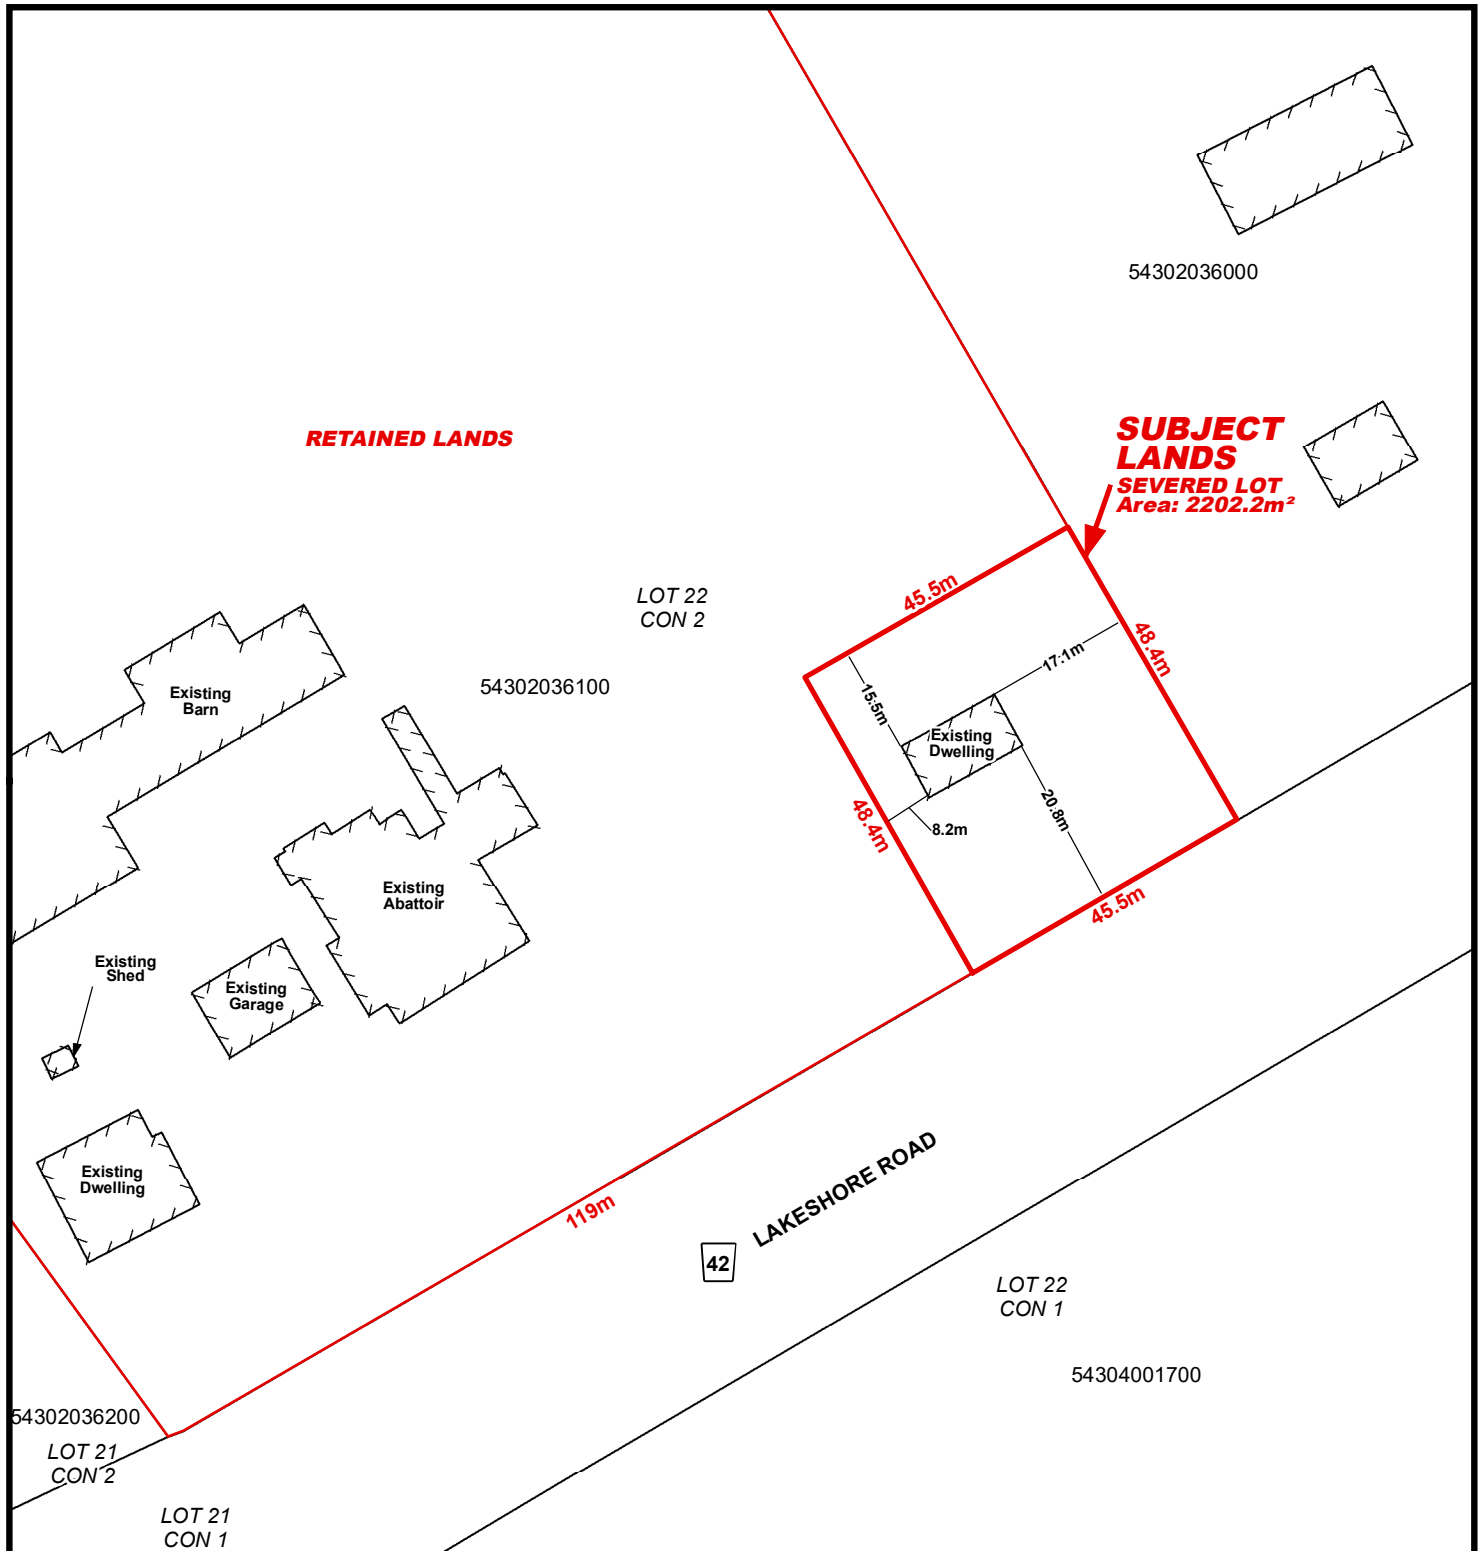 54302036000
SUBJECT
LANDS
SEVERED LOT
Area: 2202.2m²
RETAINED LANDS
LOT 22
CON 2
45.5m
48.4m
17.1m
15.5m
Existing
Dwelling
20.8m
8.2m
48.4m
45.5m
54302036100
Existing
Barn
Existing
Abattoir
Existing
Shed
Existing
Garage
Existing
Dwelling
119m
LAKESHORE ROAD
42
LOT 22
CON 1
54304001700
54302036200
LOT 21
CON 2
LOT 21
CON 1